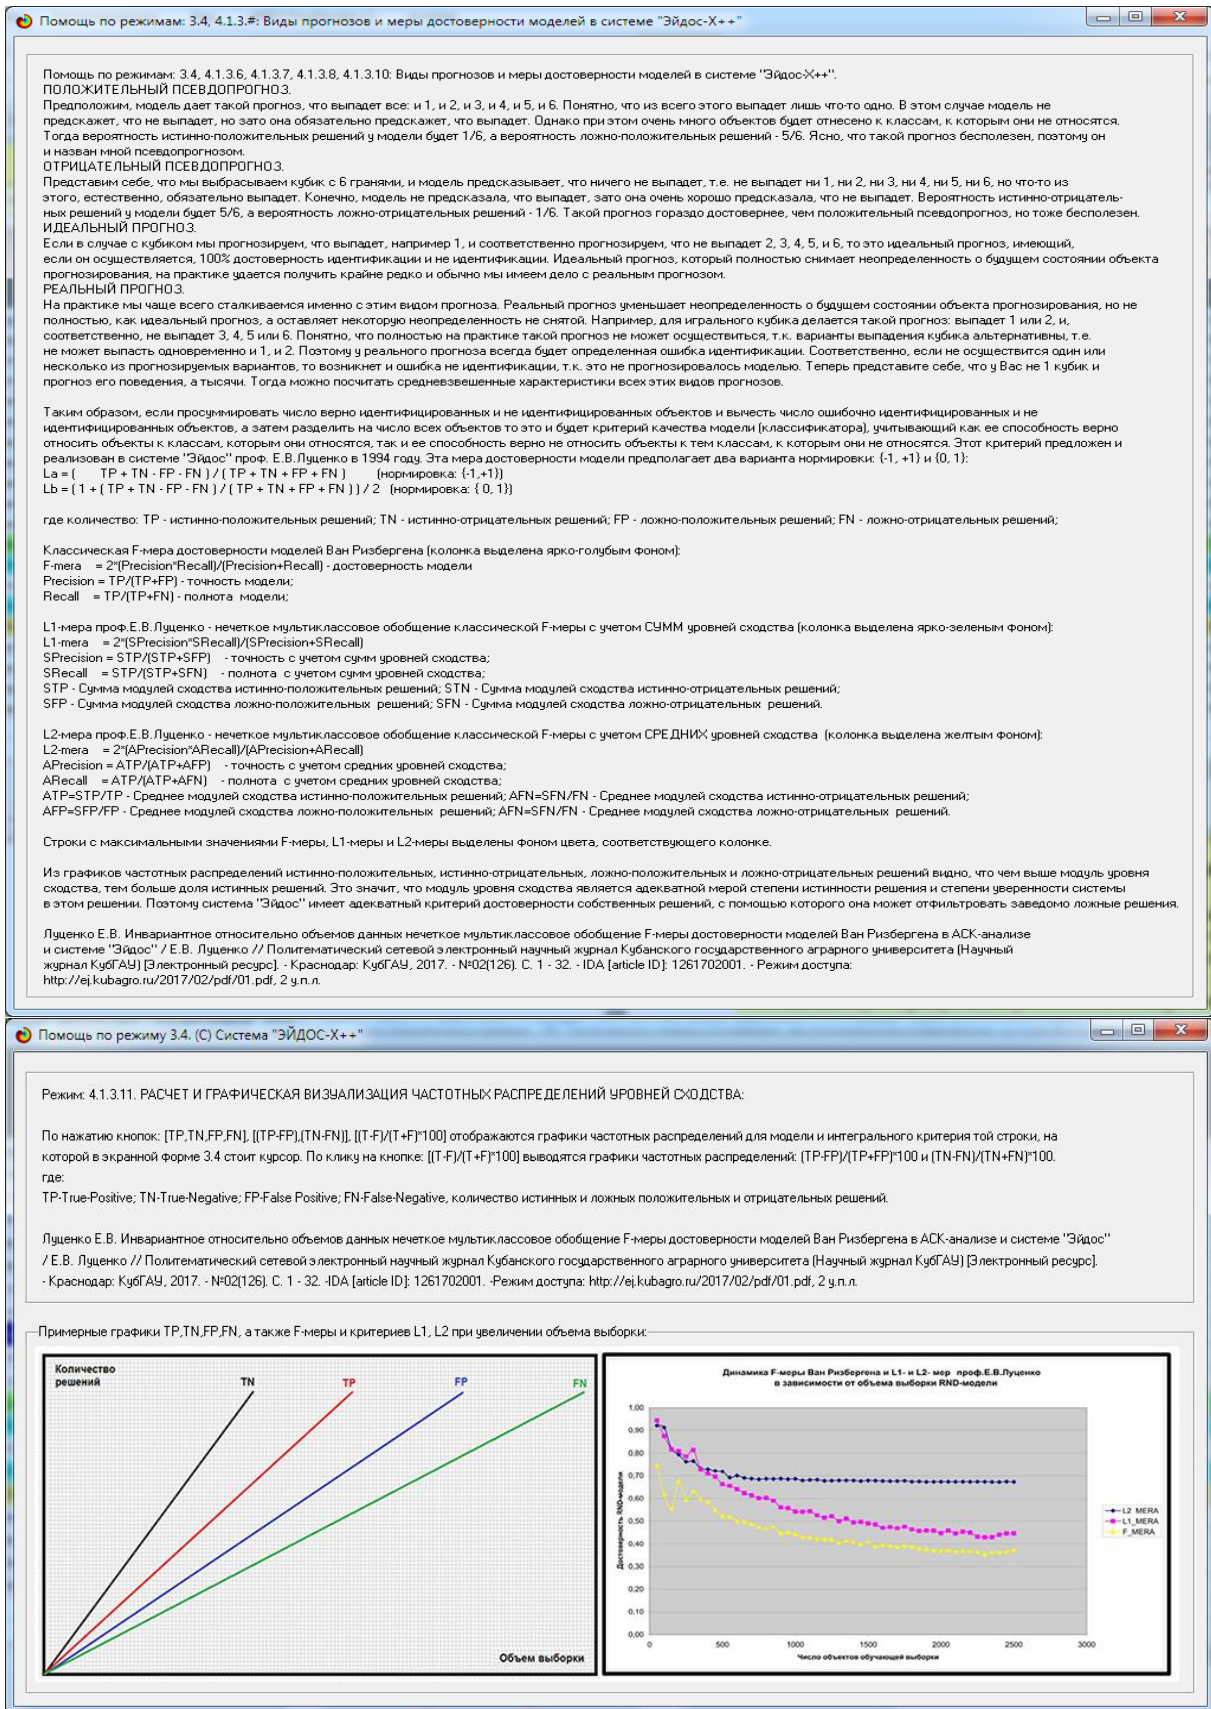 Помощь по режимам: 3.4, 4.1.3.#: Виды прогнозов и меры достоверности моделей в системе "Эйдос-Х++"
Помощь по режимам: 3.4, 4.1.3.6, 4.1.3.7, 4.1.3.8, 4.1.3.10: Виды прогнозов и меры достоверности моделей в системе "Эйдос-Х++".
ПОЛОЖИТЕЛЬНЫЙ ПСЕВДОПРОГНОЗ.
Предположим, модель дает такой прогноз, что выпадет все: и 1, и 2, и 3, и 4, и 5, и 6. Понятно, что из всего этого выпадет лишь что-то одно. В этом случае модель не
предскажет, что не выпадет, но зато она обязательно предскажет, что выпадет. Однако при этом очень много объектов будет отнесено к классам, к которым они не относятся.
Тогда вероятность истинно-положительных решений у модели будет 1/6, а вероятность ложно-положительных решений - 5/6. Ясно, что такой прогноз бесполезен, поэтому он
и назван мной псевдопрогнозом.
ОТРИЦАТЕЛЬНЫЙ ПСЕВДОПРОГНОЗ.
Представим себе, что мы выбрасываем кубик с 6 гранями, и модель предсказывает, что ничего не выпадет, т.е. не выпадет ни 1, ни 2, ни 3, ни 4, ни 5, ни 6, но что-то из
этого, естественно, обязательно выпадет. Конечно, модель не предсказала, что выпадет, зато она очень хорошо предсказала, что не выпадет. Вероятность истинно-отрицатель-
ных решений у модели будет 5/6, а вероятность ложно-отрицательных решений - 1/6. Такой прогноз гораздо достовернее, чем положительный псевдопрогноз, но тоже бесполезен.
ИДЕАЛЬНЫЙ ПРОГНОЗ.
Если в случае с кубиком мы прогнозируем, что выпадет, например 1, и соответственно прогнозируем, что не выпадет 2, 3, 4, 5, и 6, то это идеальный прогноз, имеющий,
если он осуществляется, 100% достоверность идентификации и не идентификации. Идеальный прогноз, который полностью снимает неопределенность о будущем состоянии объекта
прогнозирования, на практике удается получить крайне редко и обычно мы имеем дело с реальным прогнозом.
РЕАЛЬНЫЙ ПРОГНОЗ.
На практике мы чаще всего сталкиваемся именно с этим видом прогноза. Реальный прогноз уменьшает неопределенность о будущем состоянии объекта прогнозирования, но не
полностью, как идеальный прогноз, а оставляет некоторую неопределенность не снятой. Например, для игрального кубика делается такой прогноз: выпадет 1 или 2, и,
соответственно, не выпадет 3, 4, 5 или 6. Понятно, что полностью на практике такой прогноз не может осуществиться, т.к. варианты выпадения кубика альтернативны, т.е.
не может выпасть одновременно и 1, и 2. Поэтому у реального прогноза всегда будет определенная ошибка идентификации. Соответственно, если не осуществится один или
несколько из прогнозируемых вариантов, то возникнет и ошибка не идентификации, т.к. это не прогнозировалось моделью. Теперь представите себе, что у Вас не 1 кубик и
прогноз его поведения, а тысячи. Тогда можно посчитать средневзвешенные характеристики всех этих видов прогнозов.
Таким образом, если просуммировать число верно идентифицированных и не идентифицированных объектов и вычесть число ошибочно идентифицированных и не
идентифицированных объектов, а затем разделить на число всех объектов то это и будет критерий качества модели (классификатора), учитывающий как ее способность верно
относить объекты к классам, которым они относятся, так и ее способность верно не относить объекты к тем классам, к которым они не относятся. Этот критерий предложен и
реализован в системе "Эйдос" проф. Е.В.Луценко в 1994 году. Эта мера достоверности модели предполагает два варианта нормировки: {-1, +1} и {0, 1}:
La = (     TP + TN - FP - FN ) / ( TP + TN + FP + FN )     (нормировка: {-1,+1})
Lb = ( 1 + ( TP + TN - FP - FN ) / ( TP + TN + FP + FN ) ) / 2   (нормировка: { 0, 1})
где количество: TP - истинно-положительных решений; TN - истинно-отрицательных решений; FP - ложно-положительных решений; FN - ложно-отрицательных решений;
Классическая F-мера достоверности моделей Ван Ризбергена (колонка выделена ярко-голубым фоном):
F-mera   = 2*(Precision*Recall)/(Precision+Recall) - достоверность модели
Precision = TP/(TP+FP) - точность модели;
Recall   = TP/(TP+FN) - полнота  модели;
L1-мера проф.Е.В.Луценко - нечеткое мультиклассовое обобщение классической F-меры с учетом СУММ уровней сходства (колонка выделена ярко-зеленым фоном):
L1-mera   = 2*(SPrecision*SRecall)/(SPrecision+SRecall)
SPrecision = STP/(STP+SFP)   - точность с учетом сумм уровней сходства;
SRecall   = STP/(STP+SFN)   - полнота  с учетом сумм уровней сходства;
STP - Сумма модулей сходства истинно-положительных решений; STN - Сумма модулей сходства истинно-отрицательных решений;
SFP - Сумма модулей сходства ложно-положительных  решений; SFN - Сумма модулей сходства ложно-отрицательных  решений.
L2-мера проф.Е.В.Луценко - нечеткое мультиклассовое обобщение классической F-меры с учетом СРЕДНИХ уровней сходства  (колонка выделена желтым фоном):
L2-mera   = 2*(APrecision*ARecall)/(APrecision+ARecall)
APrecision = ATP/(ATP+AFP)   - точность с учетом средних уровней сходства;
ARecall   = ATP/(ATP+AFN)   - полнота  с учетом средних уровней сходства;
ATP=STP/TP - Среднее модулей сходства истинно-положительных решений; AFN=SFN/FN - Среднее модулей сходства истинно-отрицательных решений;
AFP=SFP/FP - Среднее модулей сходства ложно-положительных  решений; AFN=SFN/FN - Среднее модулей сходства ложно-отрицательных  решений.
Строки с максимальными значениями F-меры, L1-меры и L2-меры выделены фоном цвета, соответствующего колонке.
Из графиков частотных распределений истинно-положительных, истинно-отрицательных, ложно-положительных и ложно-отрицательных решений видно, что чем выше модуль уровня
сходства, тем больше доля истинных решений. Это значит, что модуль уровня сходства является адекватной мерой степени истинности решения и степени уверенности системы
в этом решении. Поэтому система "Эйдос" имеет адекватный критерий достоверности собственных решений, с помощью которого она может отфильтровать заведомо ложные решения.
Луценко Е.В. Инвариантное относительно объемов данных нечеткое мультиклассовое обобщение F-меры достоверности моделей Ван Ризбергена в АСК-анализе
и системе "Эйдос" / Е.В. Луценко // Политематический сетевой электронный научный журнал Кубанского государственного аграрного университета (Научный
журнал КубГАУ) [Электронный ресурс]. - Краснодар: КубГАУ, 2017. - №02(126). С. 1 - 32. - IDA [article ID]: 1261702001. - Режим доступа:
http://ej.kubagro.ru/2017/02/pdf/01.pdf, 2 у.п.л.
Помощь по режиму 3.4. (C) Система "ЭЙДОС-Х++"
Режим: 4.1.3.11. РАСЧЕТ И ГРАФИЧЕСКАЯ ВИЗУАЛИЗАЦИЯ ЧАСТОТНЫХ РАСПРЕДЕЛЕНИЙ УРОВНЕЙ СХОДСТВА:
По нажатию кнопок: [TP,TN,FP,FN], [(TP-FP),(TN-FN)], [(T-F)/(T+F)*100] отображаются графики частотных распределений для модели и интегрального критерия той строки, на
которой в экранной форме 3.4 стоит курсор. По клику на кнопке: [(T-F)/(T+F)*100] выводятся графики частотных распределений: (TP-FP)/(TP+FP)*100 и (TN-FN)/(TN+FN)*100.
где:
TP-True-Positive; TN-True-Negative; FP-False Positive; FN-False-Negative, количество истинных и ложных положительных и отрицательных решений.
Луценко Е.В. Инвариантное относительно объемов данных нечеткое мультиклассовое обобщение F-меры достоверности моделей Ван Ризбергена в АСК-анализе и системе "Эйдос"
/ Е.В. Луценко // Политематический сетевой электронный научный журнал Кубанского государственного аграрного университета (Научный журнал КубГАУ) [Электронный ресурс].
- Краснодар: КубГАУ, 2017. - №02(126). С. 1 - 32. -IDA [article ID]: 1261702001. -Режим доступа: http://ej.kubagro.ru/2017/02/pdf/01.pdf, 2 у.п.л.
Примерные графики TP,TN,FP,FN, а также F-меры и критериев L1, L2 при увеличении объема выборки:
Количество
решений
TN
TP
FP
FN
Объем выборки
Динамика F-меры Ван Ризбергена и L1- и L2- мер  проф.Е.В.Луценко
в зависимости от объема выборки RND-модели
Достоверность RND-модели
1,00
0,90
0,80
0,70
0,60
0,50
0,40
0,30
0,20
0,10
0,00
0
500
1000
1500
2000
2500
3000
Число объектов обучающей выборки
L2_MERA
L1_MERA
F_MERA